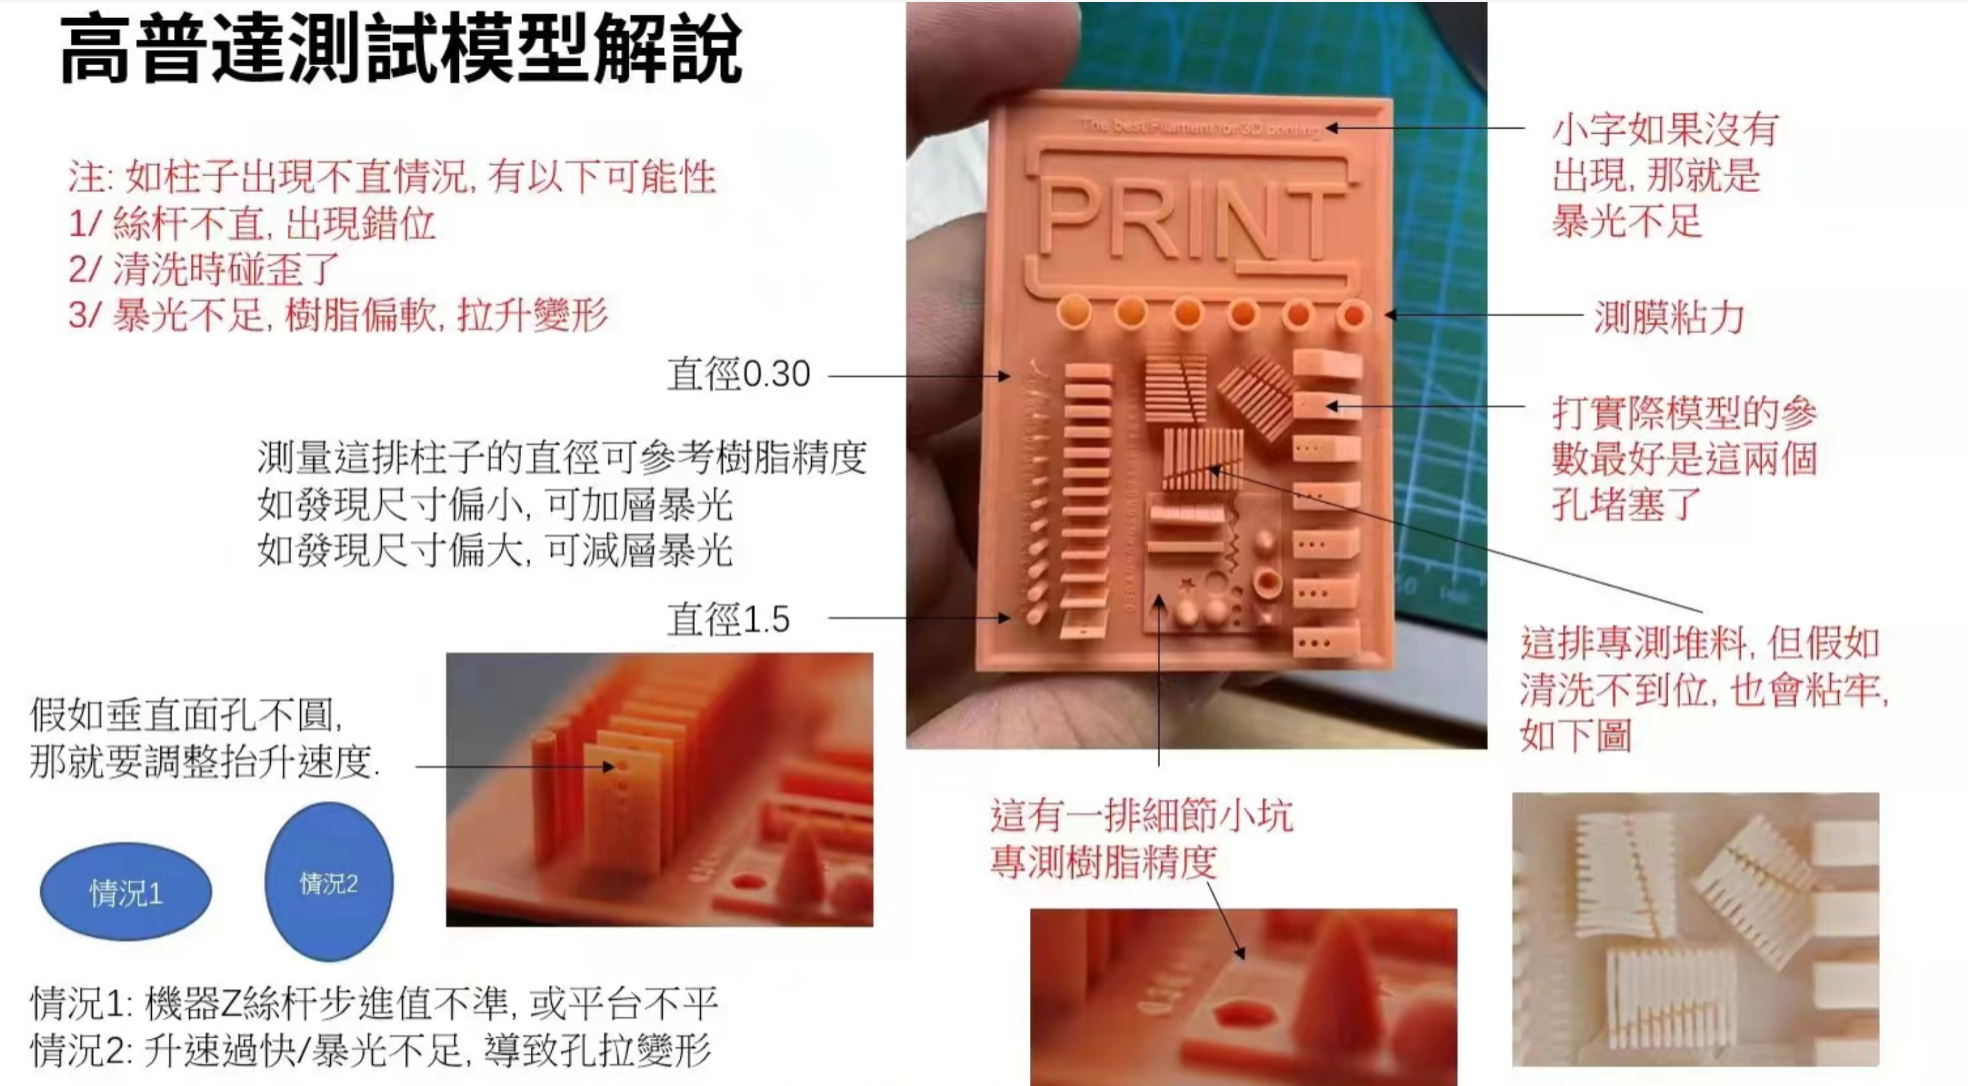 高普達測試模型解說
注: 如柱子出現不直情況, 有以下可能性
1/ 絲杆不直, 出現錯位
2/ 清洗時碰歪了
3/ 暴光不足, 樹脂偏軟, 拉升變形
直徑0.30
測量這排柱子的直徑可參考樹脂精度
如發現尺寸偏小, 可加層暴光
如發現尺寸偏大, 可減層暴光
直徑1.5
假如垂直面孔不圓,
那就要調整抬升速度.
情況1
情況2
情況1: 機器Z絲杆步進值不準, 或平台不平
情況2: 升速過快/暴光不足, 導致孔拉變形
The best Filament for 3D printing
PRINT
小字如果沒有
出現, 那就是
暴光不足
測膜粘力
打實際模型的參
數最好是這兩個
孔堵塞了
這排專測堆料, 但假如
清洗不到位, 也會粘牢,
如下圖
這有一排細節小坑
專測樹脂精度